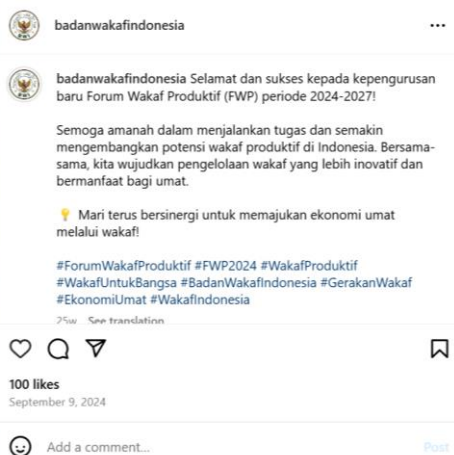 badanwakafindonesia
badanwakafindonesia Selamat dan sukses kepada kepengurusan
baru Forum Wakaf Produktif (FWP) periode 2024-2027!
Semoga amanah dalam menjalankan tugas dan semakin
mengembangkan potensi wakaf produktif di Indonesia. Bersama-
sama, kita wujudkan pengelolaan wakaf yang lebih inovatif dan
bermanfaat bagi umat.
💡 Mari terus bersinergi untuk memajukan ekonomi umat
melalui wakaf!
#ForumWakafProduktif #FWP2024 #WakafProduktif
#WakafUntukBangsa #BadanWakafIndonesia #GerakanWakaf
#EkonomiUmat #WakafIndonesia
25w See translation
100 likes
September 9, 2024
Add a comment...
Post